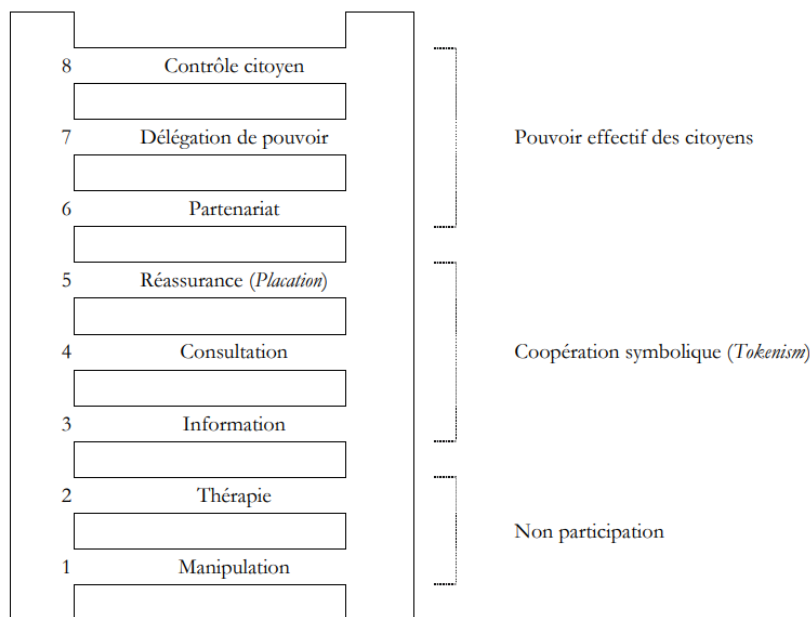 8 Contrôle citoyen
7 Délégation de pouvoir
Pouvoir effectif des citoyens
6 Partenariat
5 Réassurance (Placation)
4 Consultation
Coopération symbolique (Tokenism)
3 Information
2 Thérapie
Non participation
1 Manipulation